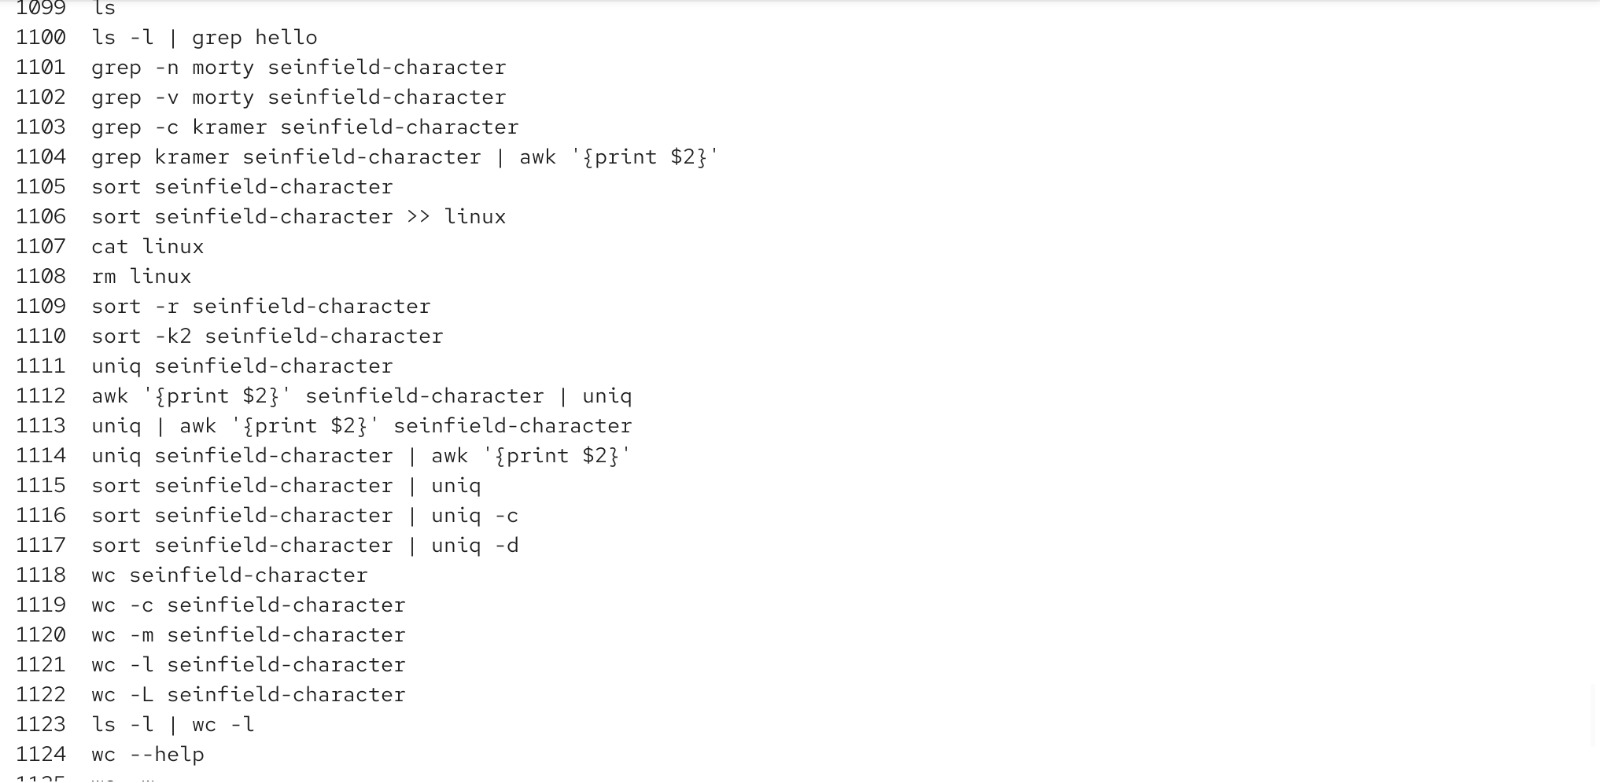 1099 ls
1100 ls -l | grep hello
1101 grep -n morty seinfield-character
1102 grep -v morty seinfield-character
1103 grep -c kramer seinfield-character
1104 grep kramer seinfield-character | awk '{print $2}'
1105 sort seinfield-character
1106 sort seinfield-character >> linux
1107 cat linux
1108 rm linux
1109 sort -r seinfield-character
1110 sort -k2 seinfield-character
1111 uniq seinfield-character
1112 awk '{print $2}' seinfield-character | uniq
1113 uniq | awk '{print $2}' seinfield-character
1114 uniq seinfield-character | awk '{print $2}'
1115 sort seinfield-character | uniq
1116 sort seinfield-character | uniq -c
1117 sort seinfield-character | uniq -d
1118 wc seinfield-character
1119 wc -c seinfield-character
1120 wc -m seinfield-character
1121 wc -l seinfield-character
1122 wc -L seinfield-character
1123 ls -l | wc -l
1124 wc --help